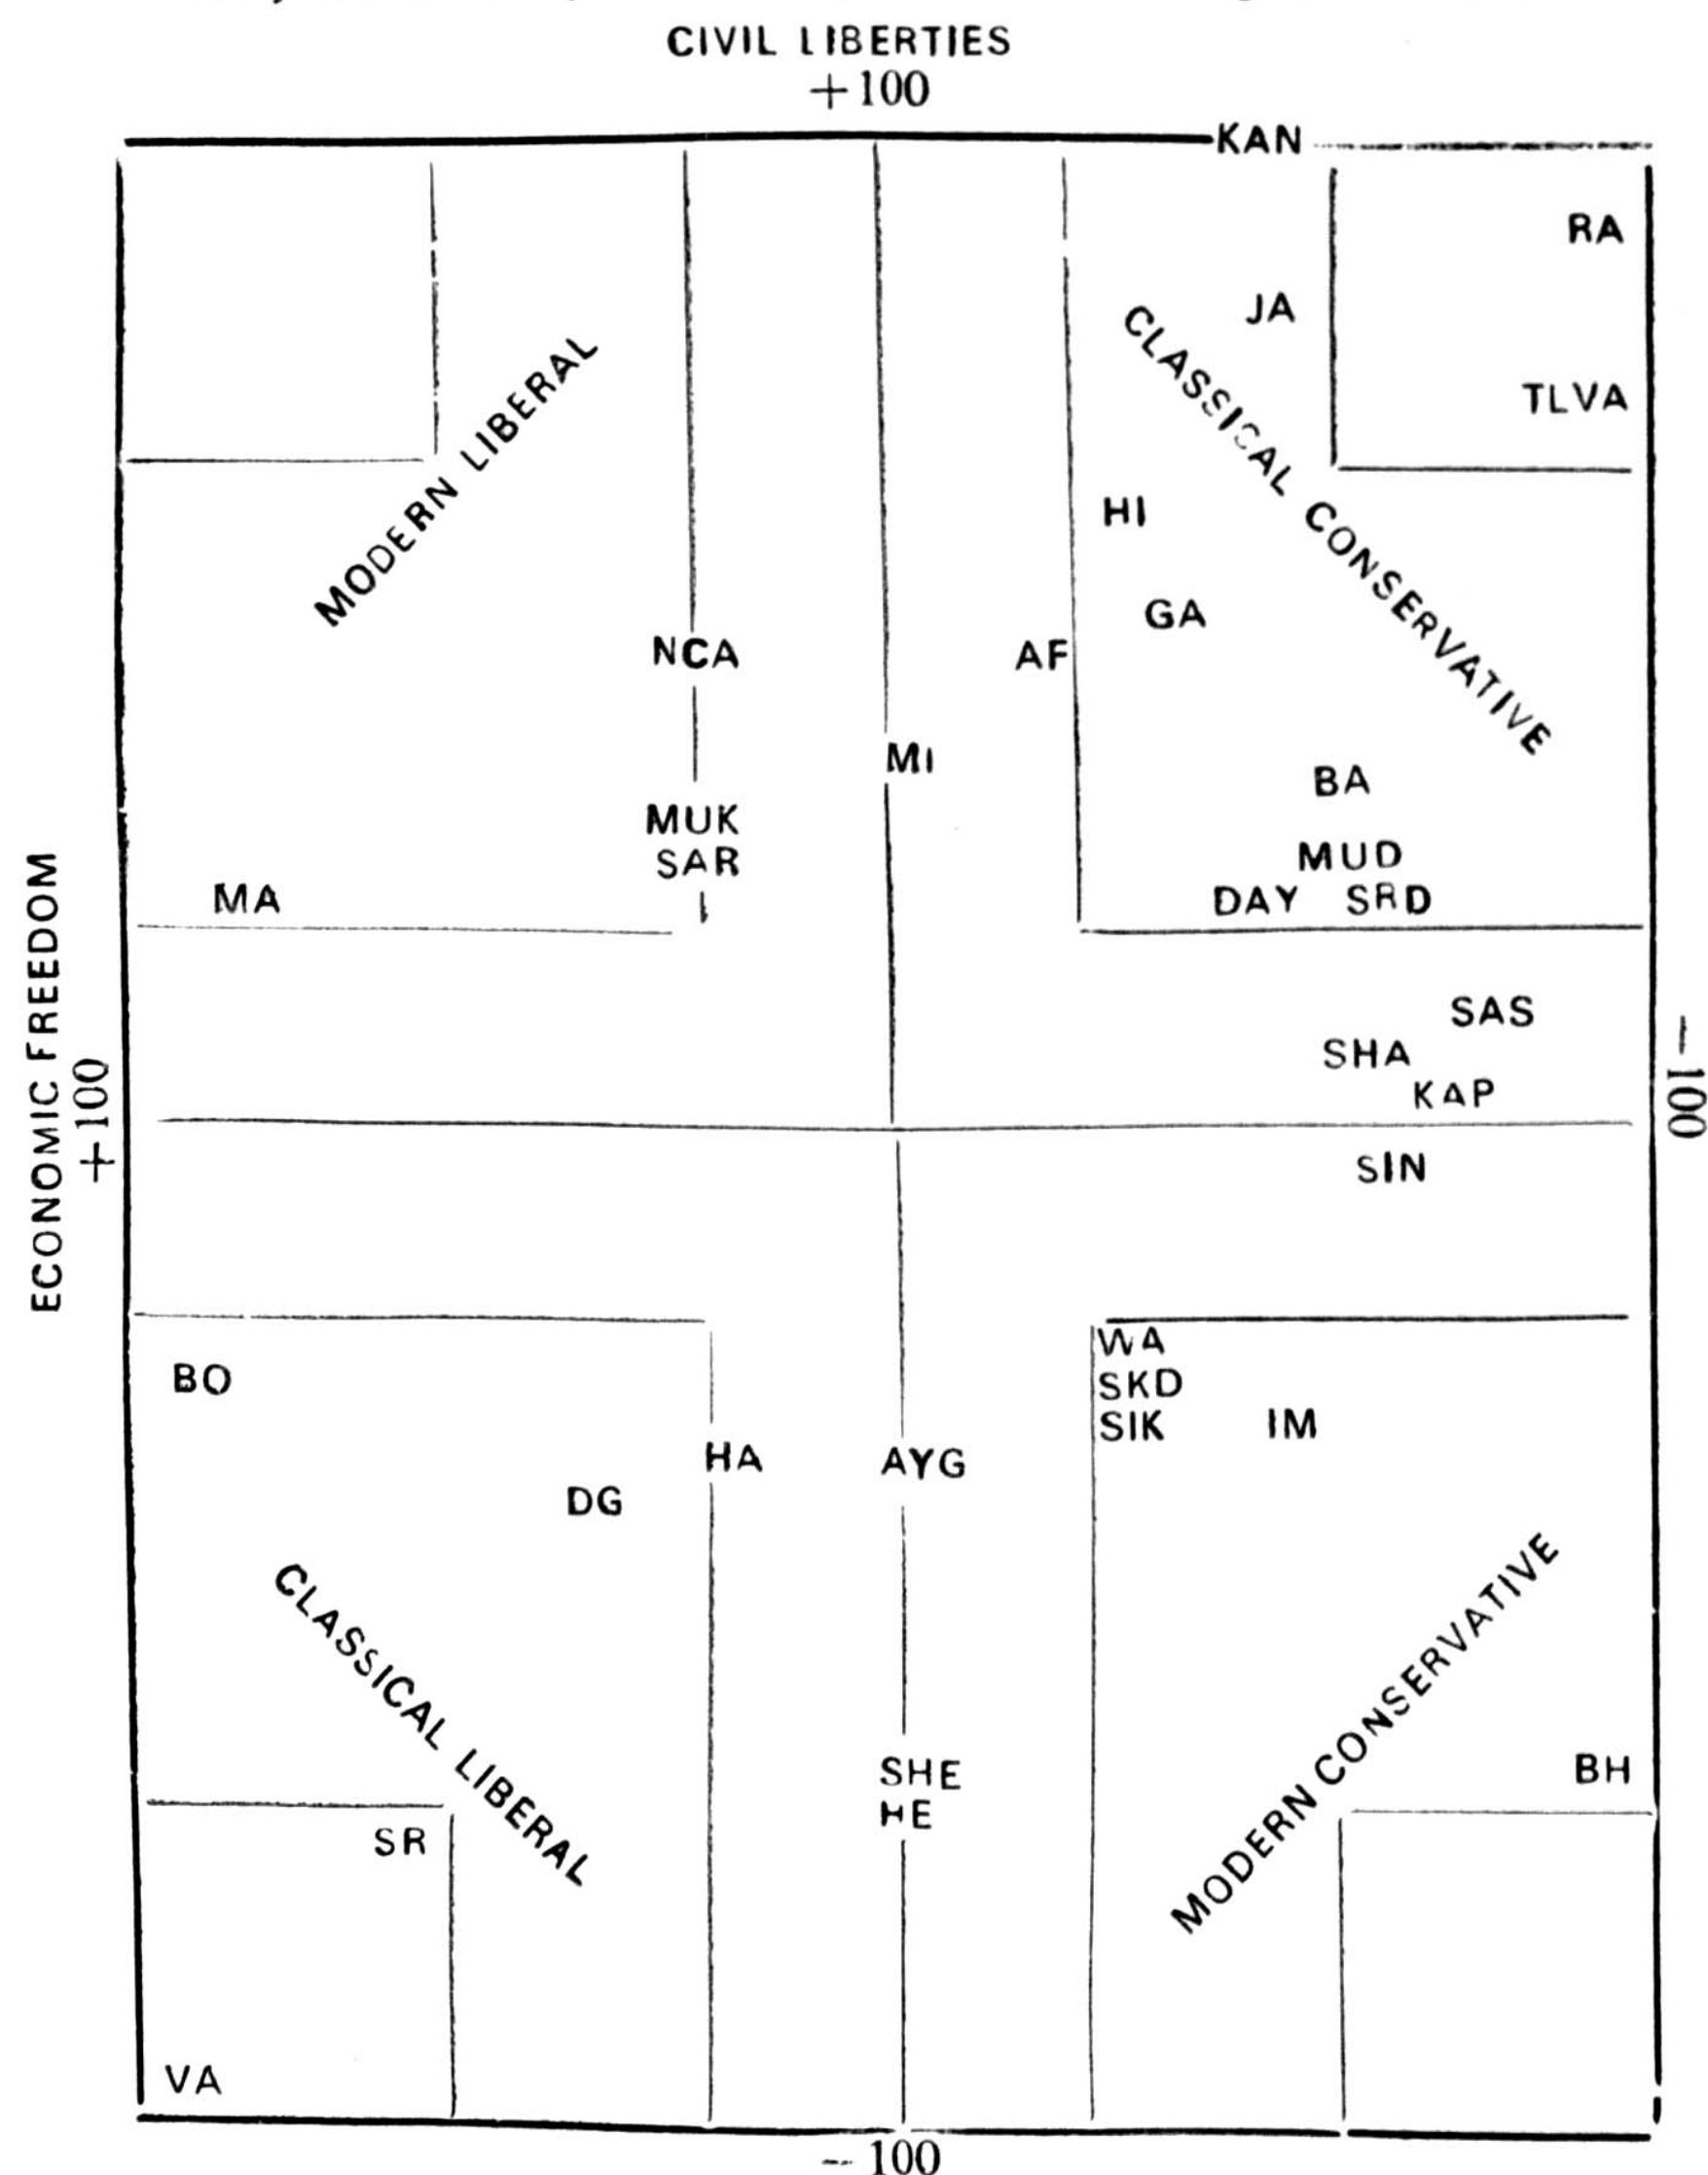 CIVIL LIBERTIES
+100
KAN
RA
JA
TLVA
MODERN LIBERAL
CLASSICAL CONSERVATIVE
HI
GA
NCA
AF
MI
BA
MUK
MUD
SAR
MA
DAY SRD
ECONOMIC FREEDOM
+100
-100
SAS
SHA
KAP
SIN
WA
BO
SKD
SIK
IM
HA
AYG
DG
CLASSICAL LIBERAL
MODERN CONSERVATIVE
SHE
BH
HE
SR
VA
-100